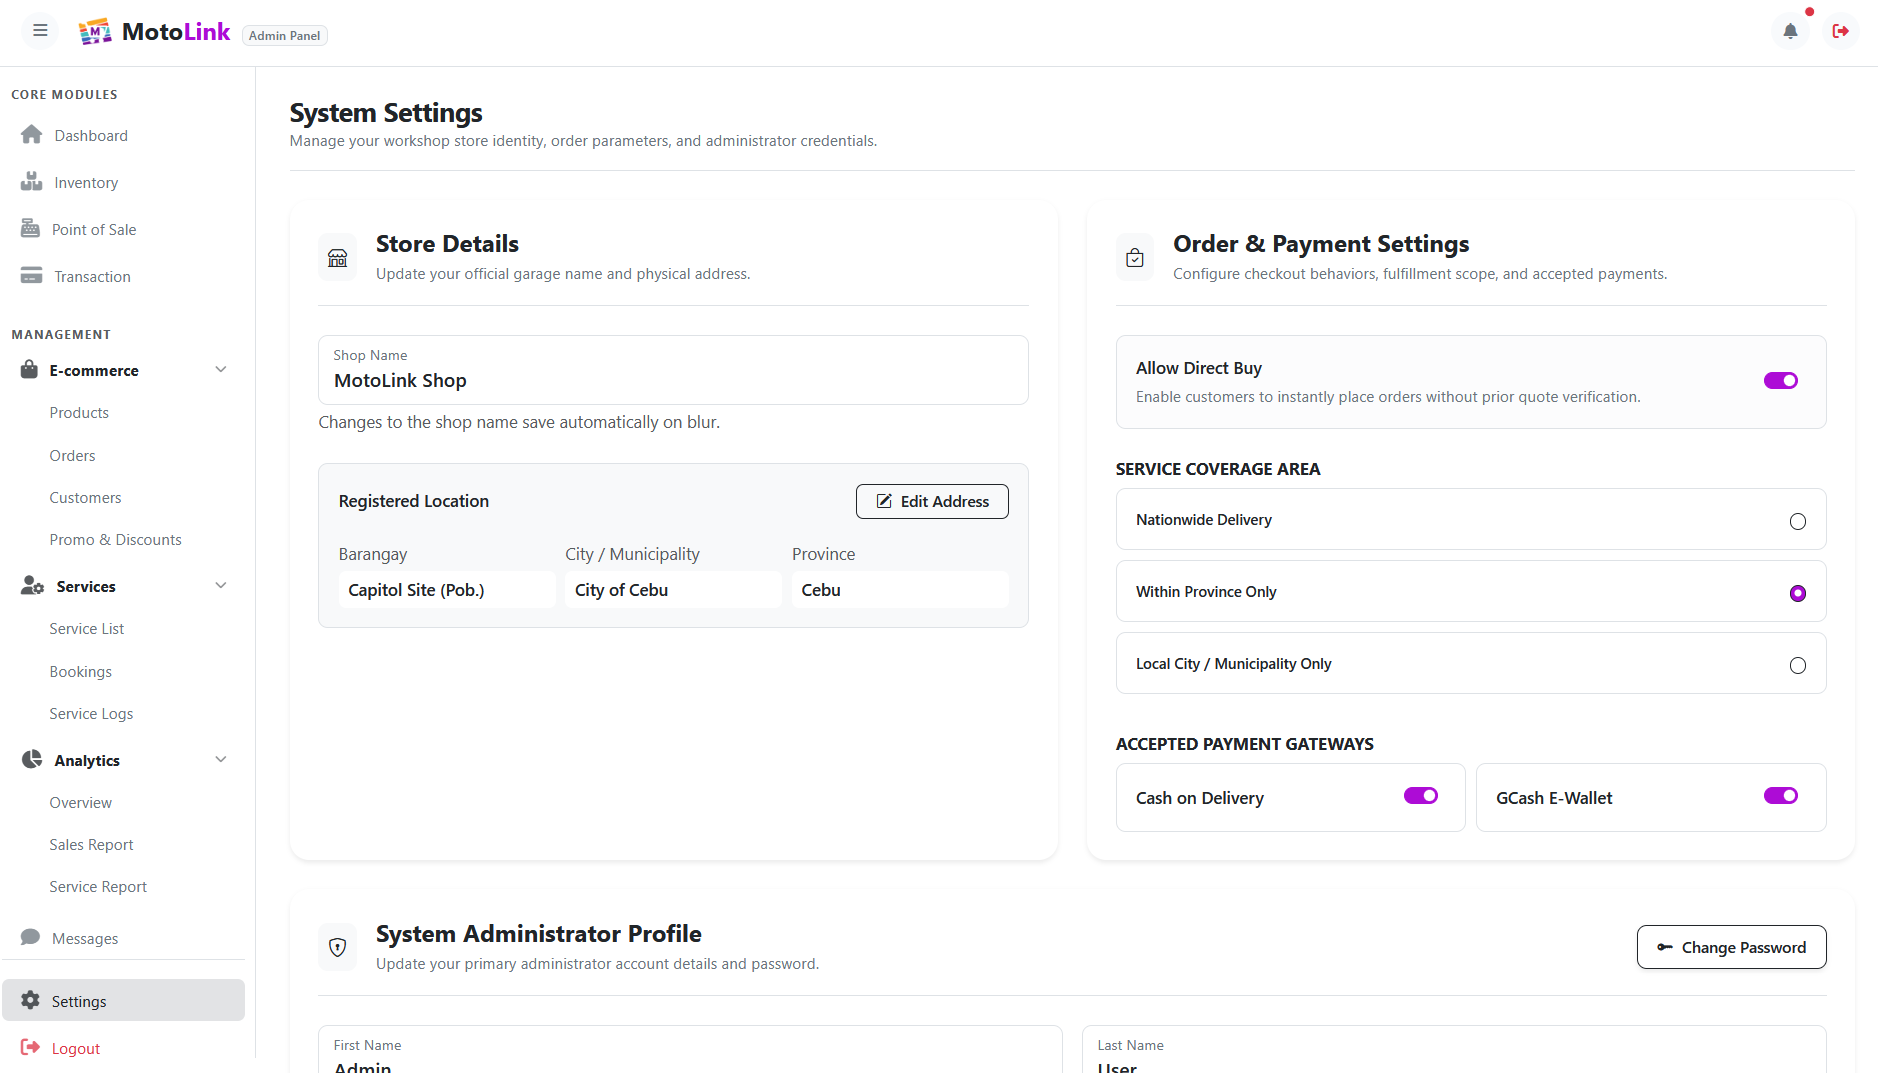 MotoLink Admin Panel
CORE MODULES
Dashboard
Inventory
Point of Sale
Transaction
MANAGEMENT
E-commerce
Products
Orders
Customers
Promo & Discounts
Services
Service List
Bookings
Service Logs
Analytics
Overview
Sales Report
Service Report
Messages
Settings
Logout
System Settings
Manage your workshop store identity, order parameters, and administrator credentials.
Store Details
Update your official garage name and physical address.
Shop Name
MotoLink Shop
Changes to the shop name save automatically on blur.
Registered Location
Edit Address
Barangay City / Municipality Province
Capitol Site (Pob.) City of Cebu Cebu
Order & Payment Settings
Configure checkout behaviors, fulfillment scope, and accepted payments.
Allow Direct Buy
Enable customers to instantly place orders without prior quote verification.
SERVICE COVERAGE AREA
Nationwide Delivery
Within Province Only
Local City / Municipality Only
ACCEPTED PAYMENT GATEWAYS
Cash on Delivery GCash E-Wallet
System Administrator Profile
Update your primary administrator account details and password.
Change Password
First Name
Admin
Last Name
User